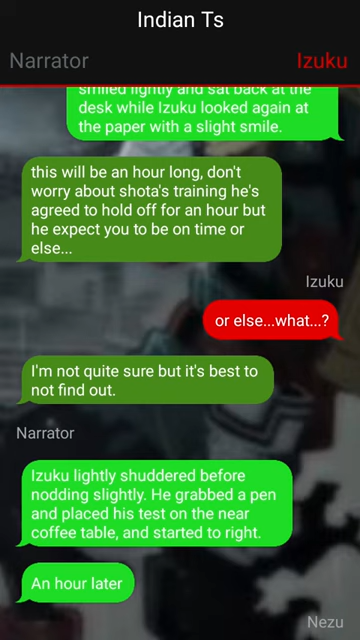 Indian Ts
Narrator
Izuku
smiled lightly and sat back at the
desk while Izuku looked again at
the paper with a slight smile.
this will be an hour long, don't
worry about shota's training he's
agreed to hold off for an hour but
he expect you to be on time or
else...
Izuku
or else...what...?
I'm not quite sure but it's best to
not find out.
Narrator
Izuku lightly shuddered before
nodding slightly. He grabbed a pen
and placed his test on the near
coffee table, and started to right.
An hour later
Nezu